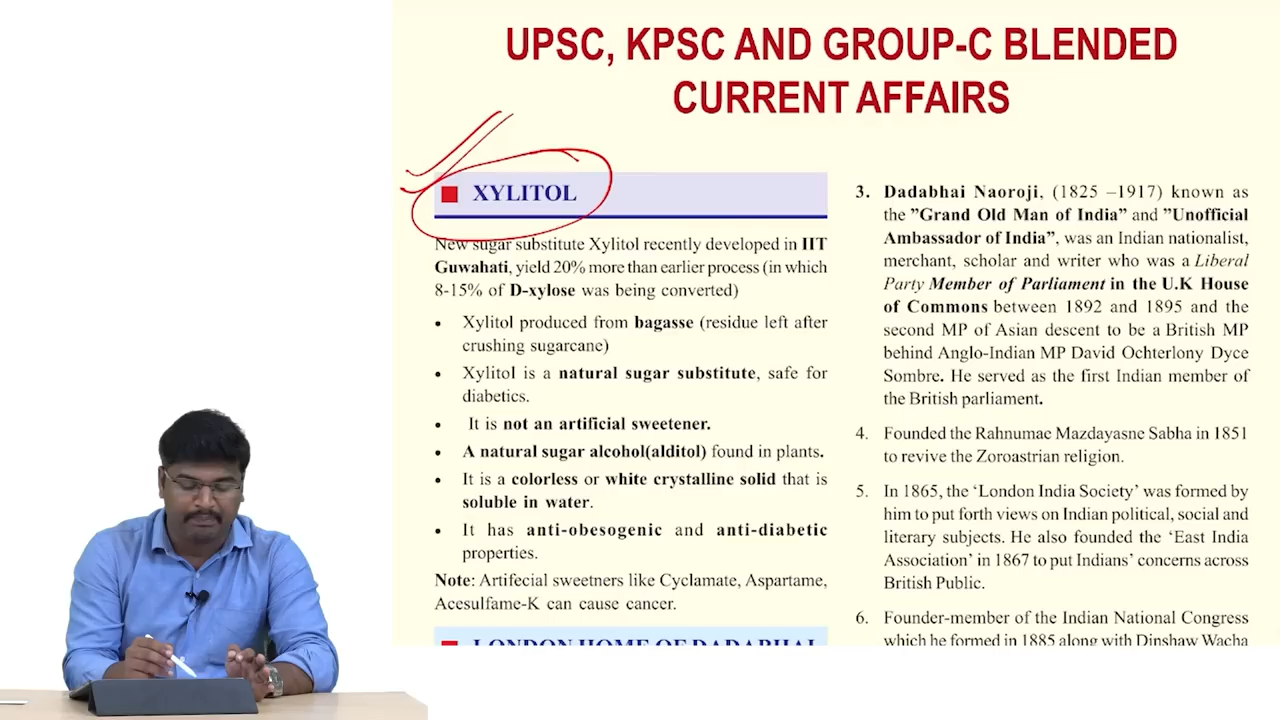 UPSC, KPSC AND GROUP-C BLENDED
CURRENT AFFAIRS
XYLITOL
New sugar substitute Xylitol recently developed in IIT
Guwahati, yield 20% more than earlier process (in which
8-15% of D-xylose was being converted)
• Xylitol produced from bagasse (residue left after
crushing sugarcane)
• Xylitol is a natural sugar substitute, safe for
diabetics.
• It is not an artificial sweetener.
• A natural sugar alcohol(alditol) found in plants.
• It is a colorless or white crystalline solid that is
soluble in water.
• It has anti-obesogenic and anti-diabetic
properties.
Note: Artifecial sweetners like Cyclamate, Aspartame,
Acesulfame-K can cause cancer.
LONDON HOME OF DADABHAI
3. Dadabhai Naoroji, (1825 –1917) known as
the ”Grand Old Man of India” and ”Unofficial
Ambassador of India”, was an Indian nationalist,
merchant, scholar and writer who was a Liberal
Party Member of Parliament in the U.K House
of Commons between 1892 and 1895 and the
second MP of Asian descent to be a British MP
behind Anglo-Indian MP David Ochterlony Dyce
Sombre. He served as the first Indian member of
the British parliament.
4. Founded the Rahnumae Mazdayasne Sabha in 1851
to revive the Zoroastrian religion.
5. In 1865, the ‘London India Society’ was formed by
him to put forth views on Indian political, social and
literary subjects. He also founded the ‘East India
Association’ in 1867 to put Indians’ concerns across
British Public.
6. Founder-member of the Indian National Congress
which he formed in 1885 along with Dinshaw Wacha